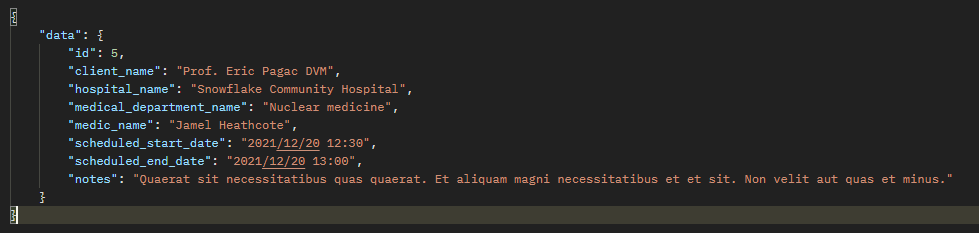 {
    "data": {
        "id": 5,
        "client_name": "Prof. Eric Pagac DVM",
        "hospital_name": "Snowflake Community Hospital",
        "medical_department_name": "Nuclear medicine",
        "medic_name": "Jamel Heathcote",
        "scheduled_start_date": "2021/12/20 12:30",
        "scheduled_end_date": "2021/12/20 13:00",
        "notes": "Quaerat sit necessitatibus quas quaerat. Et aliquam magni necessitatibus et et sit. Non velit aut quas et minus."
    }
}